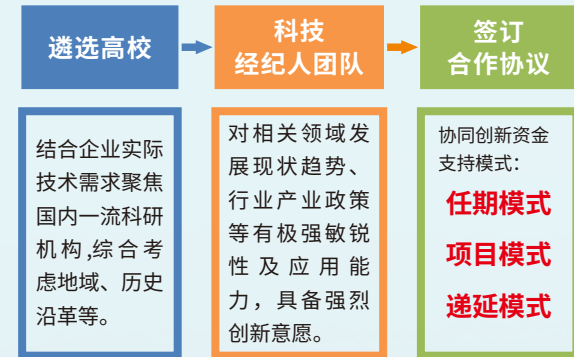 遴选高校
科技
经纪人团队
签订
合作协议
结合企业实际
技术需求聚焦
国内一流科研
机构,综合考
虑地域、历史
沿革等。
对相关领域发
展现状趋势、
行业产业政策
等有极强敏锐
性及应用能
力，具备强烈
创新意愿。
协同创新资金
支持模式：
任期模式
项目模式
递延模式